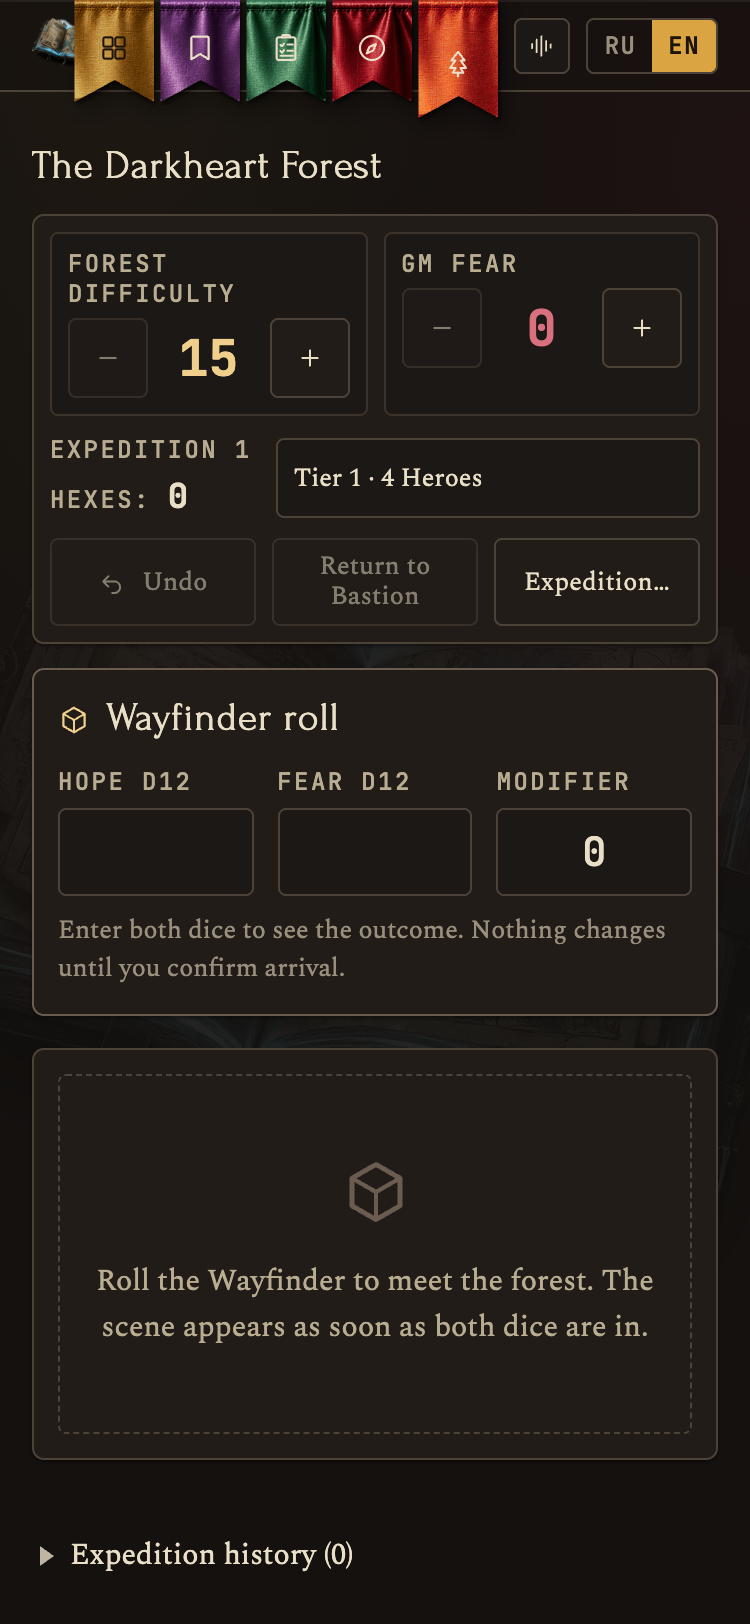 RU EN
The Darkheart Forest
FOREST
DIFFICULTY
− 15 +
GM FEAR
− 0 +
EXPEDITION 1
HEXES: 0
Tier 1 · 4 Heroes
Undo
Return to
Bastion
Expedition...
Wayfinder roll
HOPE D12
FEAR D12
MODIFIER
0
Enter both dice to see the outcome. Nothing changes
until you confirm arrival.
Roll the Wayfinder to meet the forest. The
scene appears as soon as both dice are in.
Expedition history (0)